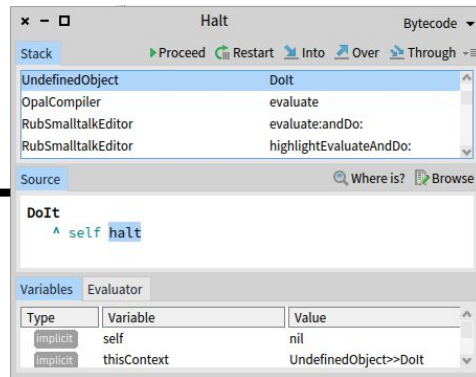 Halt Bytecode
Stack Proceed Restart Into Over Through
UndefinedObject DoIt
OpalCompiler evaluate
RubSmalltalkEditor evaluate:andDo:
RubSmalltalkEditor highlightEvaluateAndDo:
Source Where is? Browse
DoIt
^ self halt
Variables Evaluator
Type Variable Value
implicit self nil
implicit thisContext UndefinedObject>>DoIt